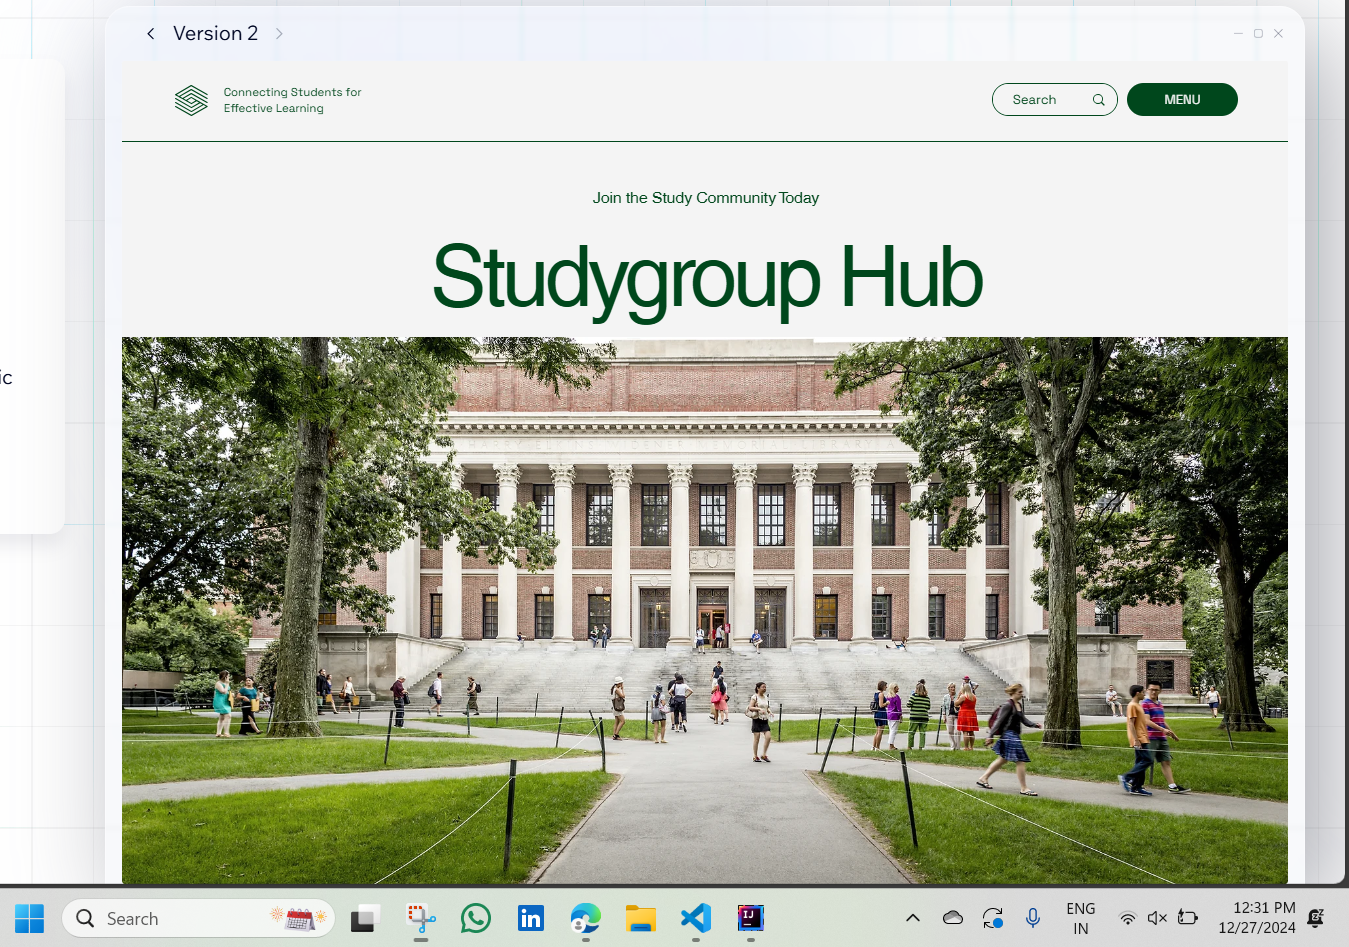 Version 2
Connecting Students for
Effective Learning
Search
MENU
Join the Study Community Today
Studygroup Hub
ic
Search
ENG
IN
12:31 PM
12/27/2024